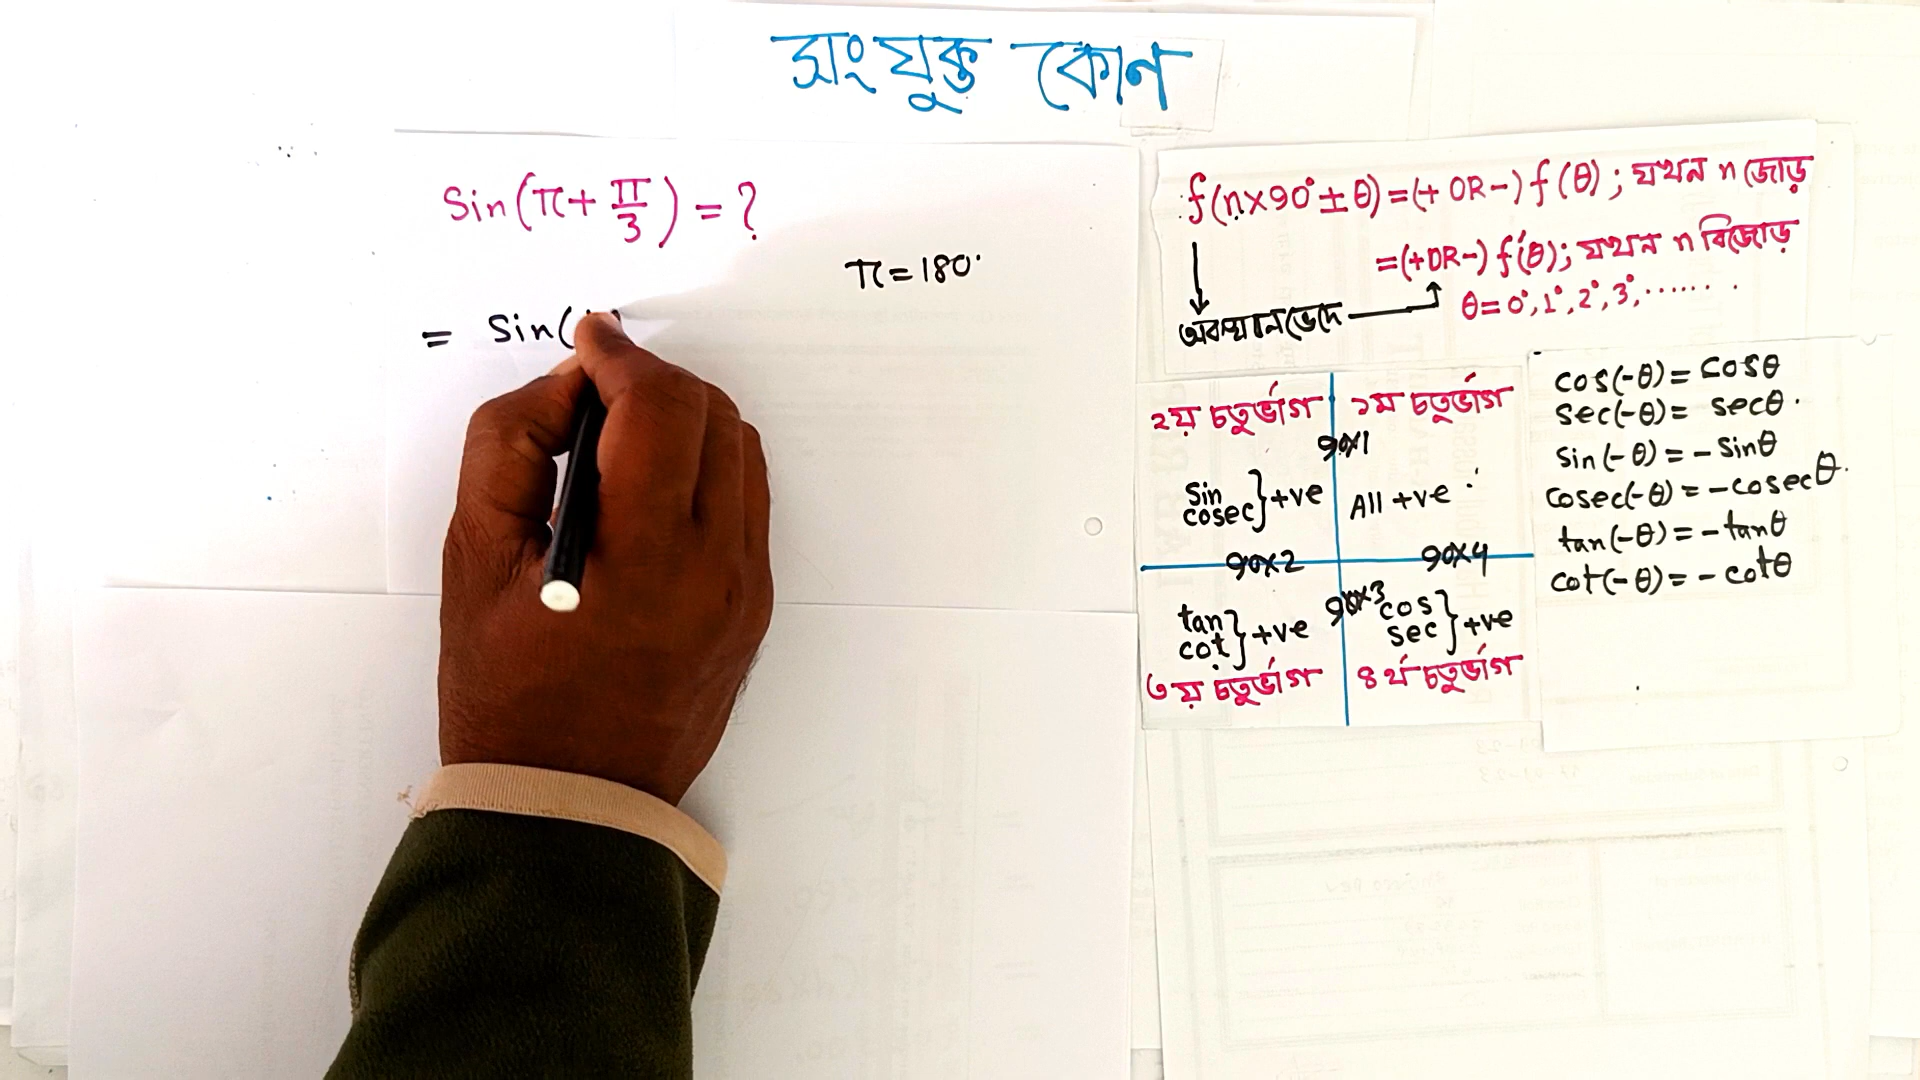 সংযুক্ত কোন
Sin(π + π/3) = ?
π = 180°
= Sin(
f(n×90° ± θ) = (+ OR −) f(θ) ; যখন n জোড়
= (+OR−) f′(θ) ; যখন n বিজোড়
অবস্থানভেদে
θ = 0°, 1°, 2°, 3°, .......
২য় চতুর্ভাগ
১ম চতুর্ভাগ
90×1
sin
cosec } +ve
All +ve
90×2
90×4
tan
cot } +ve
90×3
cos
sec } +ve
৩য় চতুর্ভাগ
৪র্থ চতুর্ভাগ
cos(−θ) = cosθ
sec(−θ) = secθ
sin(−θ) = − sinθ
cosec(−θ) = −cosecθ
tan(−θ) = − tanθ
cot(−θ) = − cotθ